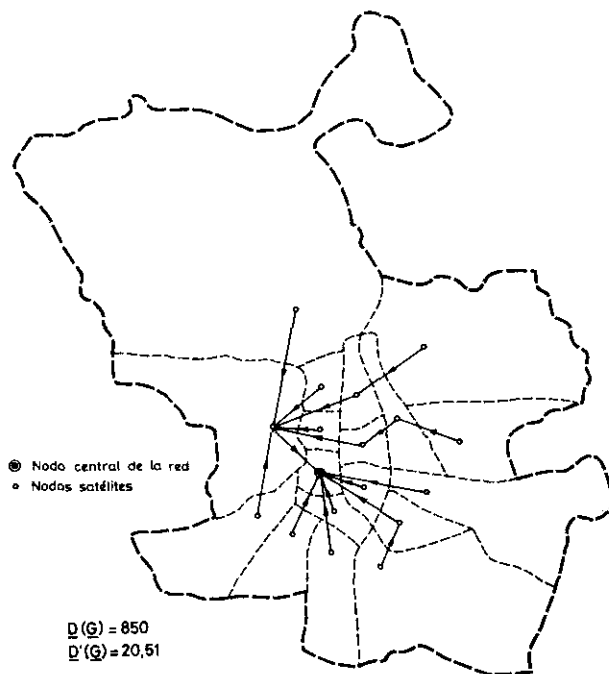 Nodo central de la red
Nodos satélites
D(G) = 850
D'(G) = 20,51